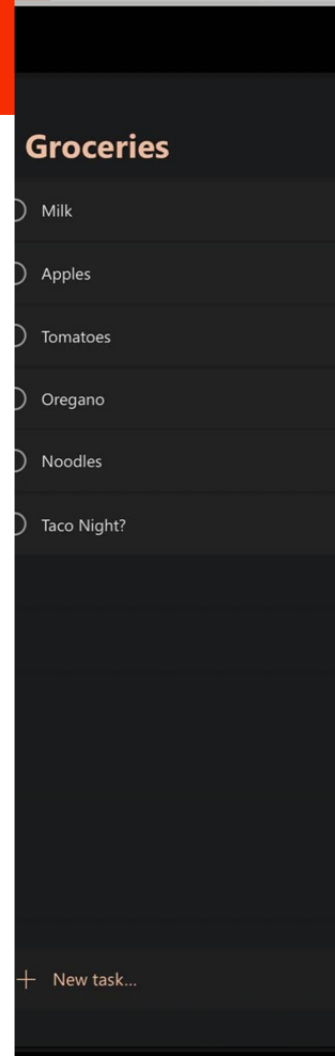 Groceries
Milk
Apples
Tomatoes
Oregano
Noodles
Taco Night?
New task...